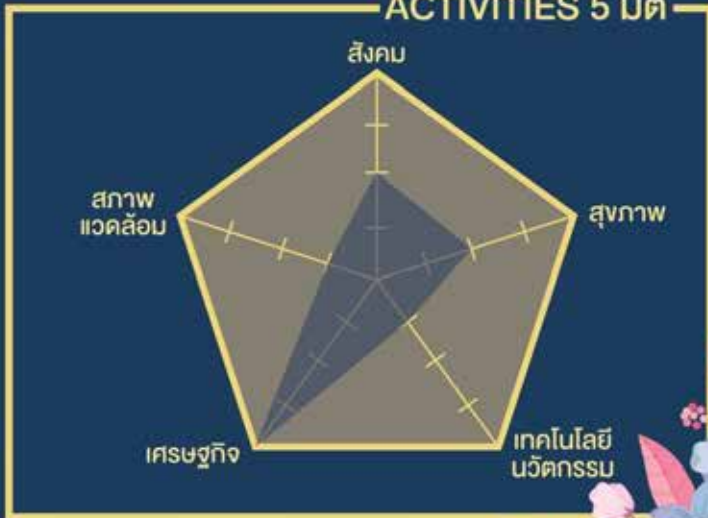 ACTIVITIES 5 มิติ
สังคม
สภาพ
แวดล้อม
สุขภาพ
เศรษฐกิจ
เทคโนโลยี
นวัตกรรม